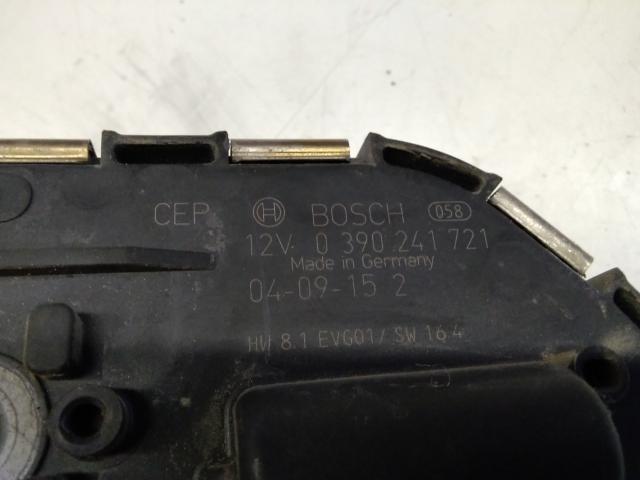 CEP BOSCH 058
12V 0 390 241 721
Made in Germany
04-09-15 2
HW 8.1 EVG01/ SW 16.4